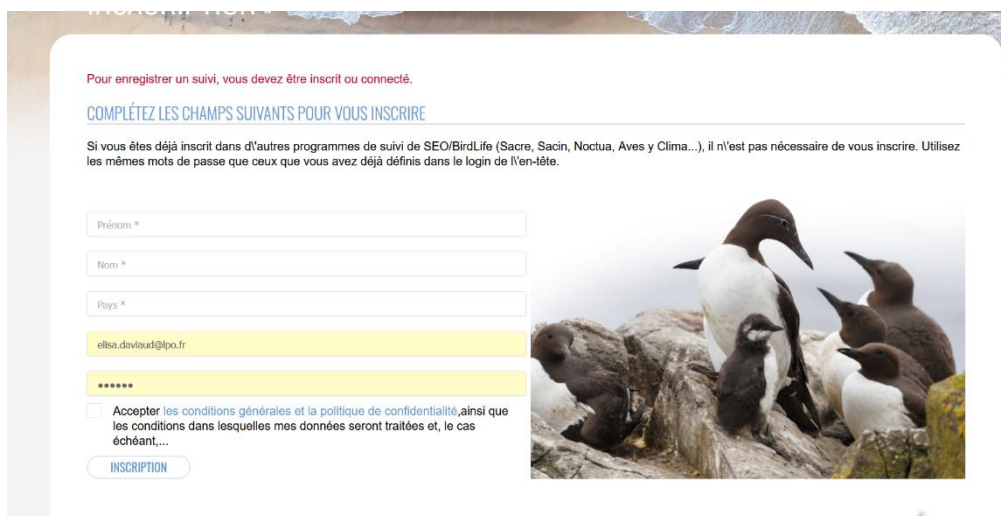 INSCRIPTION
Pour enregistrer un suivi, vous devez être inscrit ou connecté.
COMPLÉTEZ LES CHAMPS SUIVANTS POUR VOUS INSCRIRE
Si vous êtes déjà inscrit dans d\'autres programmes de suivi de SEO/BirdLife (Sacre, Sacin, Noctua, Aves y Clima...), il n\'est pas nécessaire de vous inscrire. Utilisez
les mêmes mots de passe que ceux que vous avez déjà définis dans le login de l\'en-tête.
Prénom *
Nom *
Pays *
elisa.daviaud@lpo.fr
••••••
Accepter les conditions générales et la politique de confidentialité,ainsi que
les conditions dans lesquelles mes données seront traitées et, le cas
échéant,...
INSCRIPTION